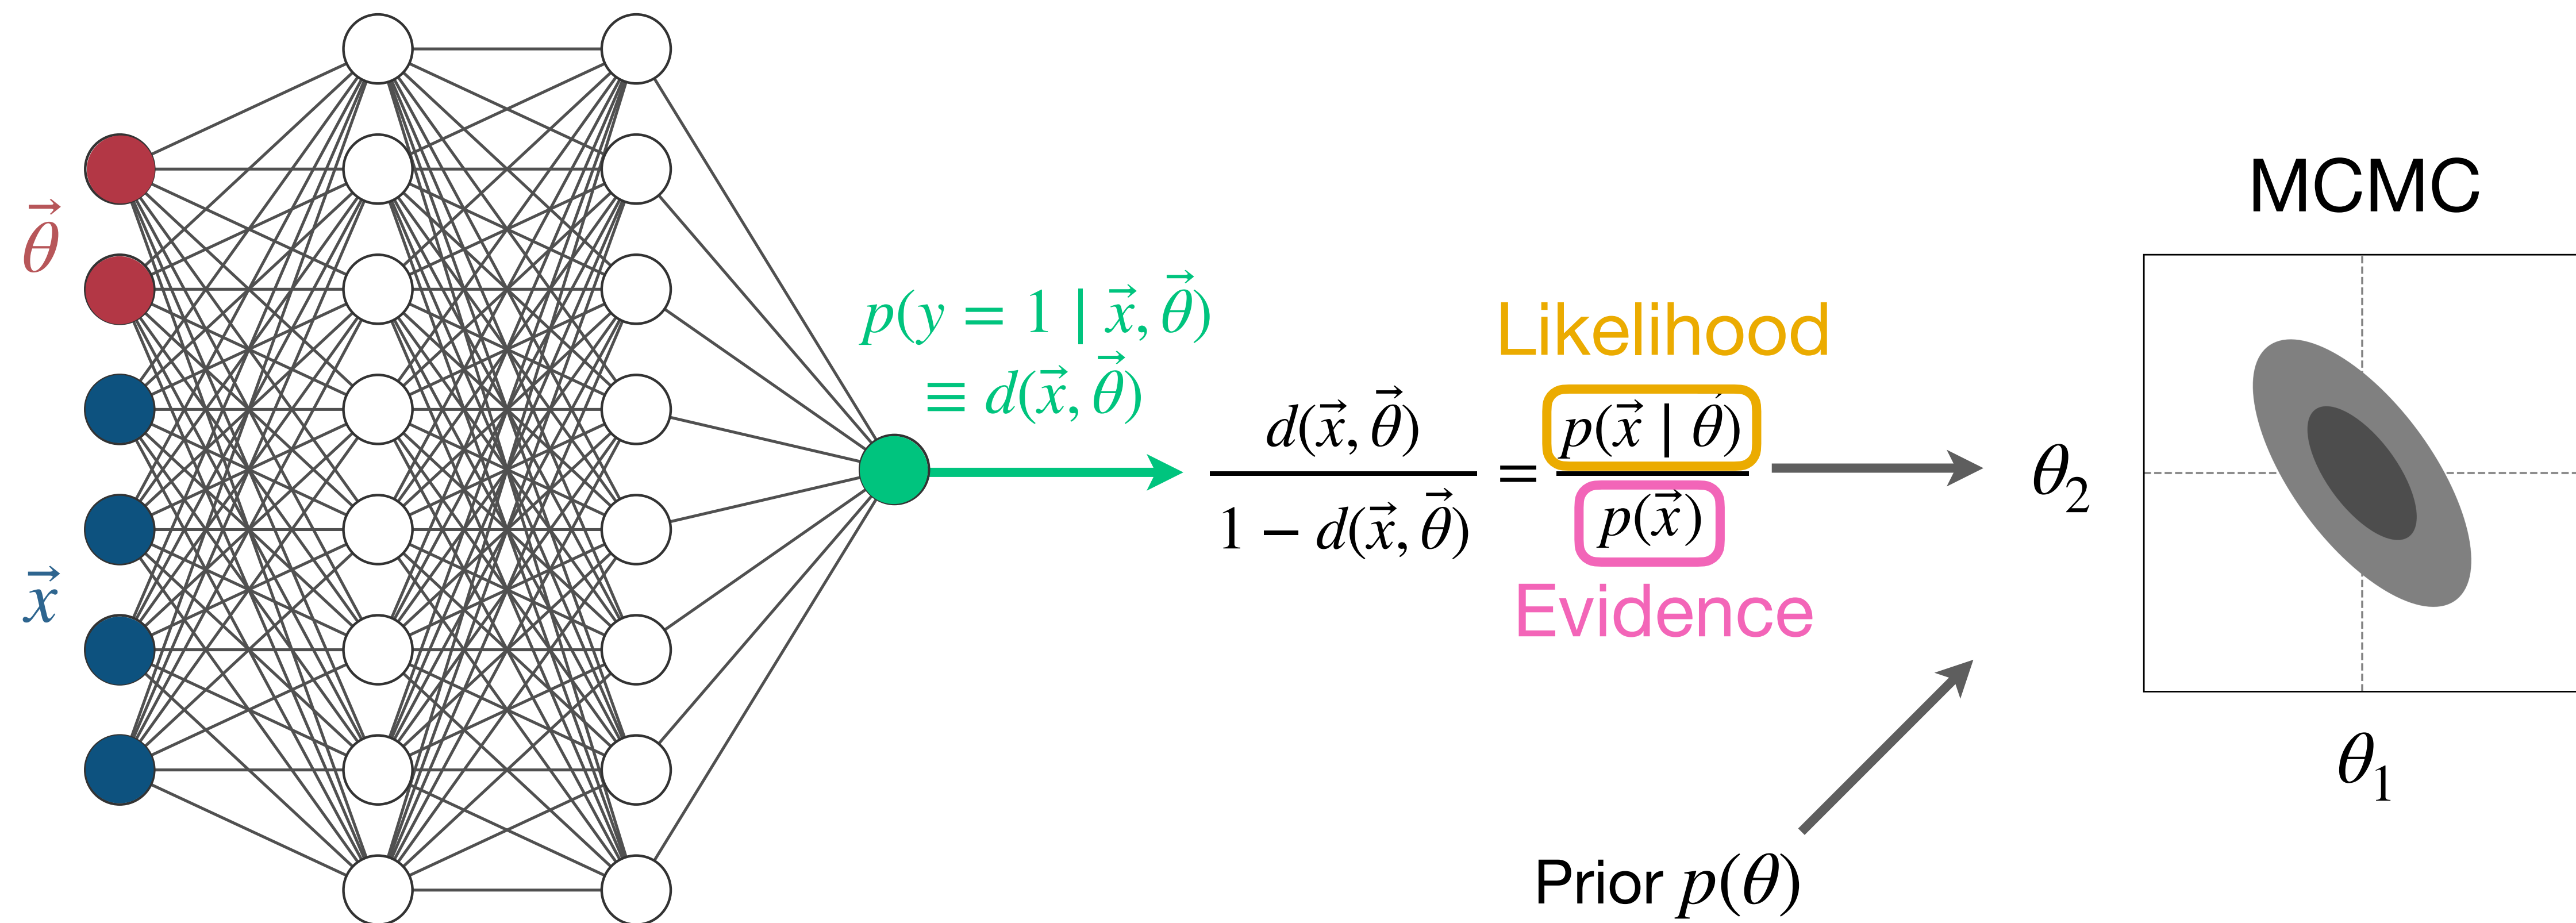 θ⃗
x⃗
p(y = 1 | x⃗, θ⃗)
≡ d(x⃗, θ⃗)
d(x⃗, θ⃗)
1 − d(x⃗, θ⃗)
=
Likelihood
p(x⃗ | θ́)
p(x⃗)
Evidence
Prior p(θ)
MCMC
θ₂
θ₁